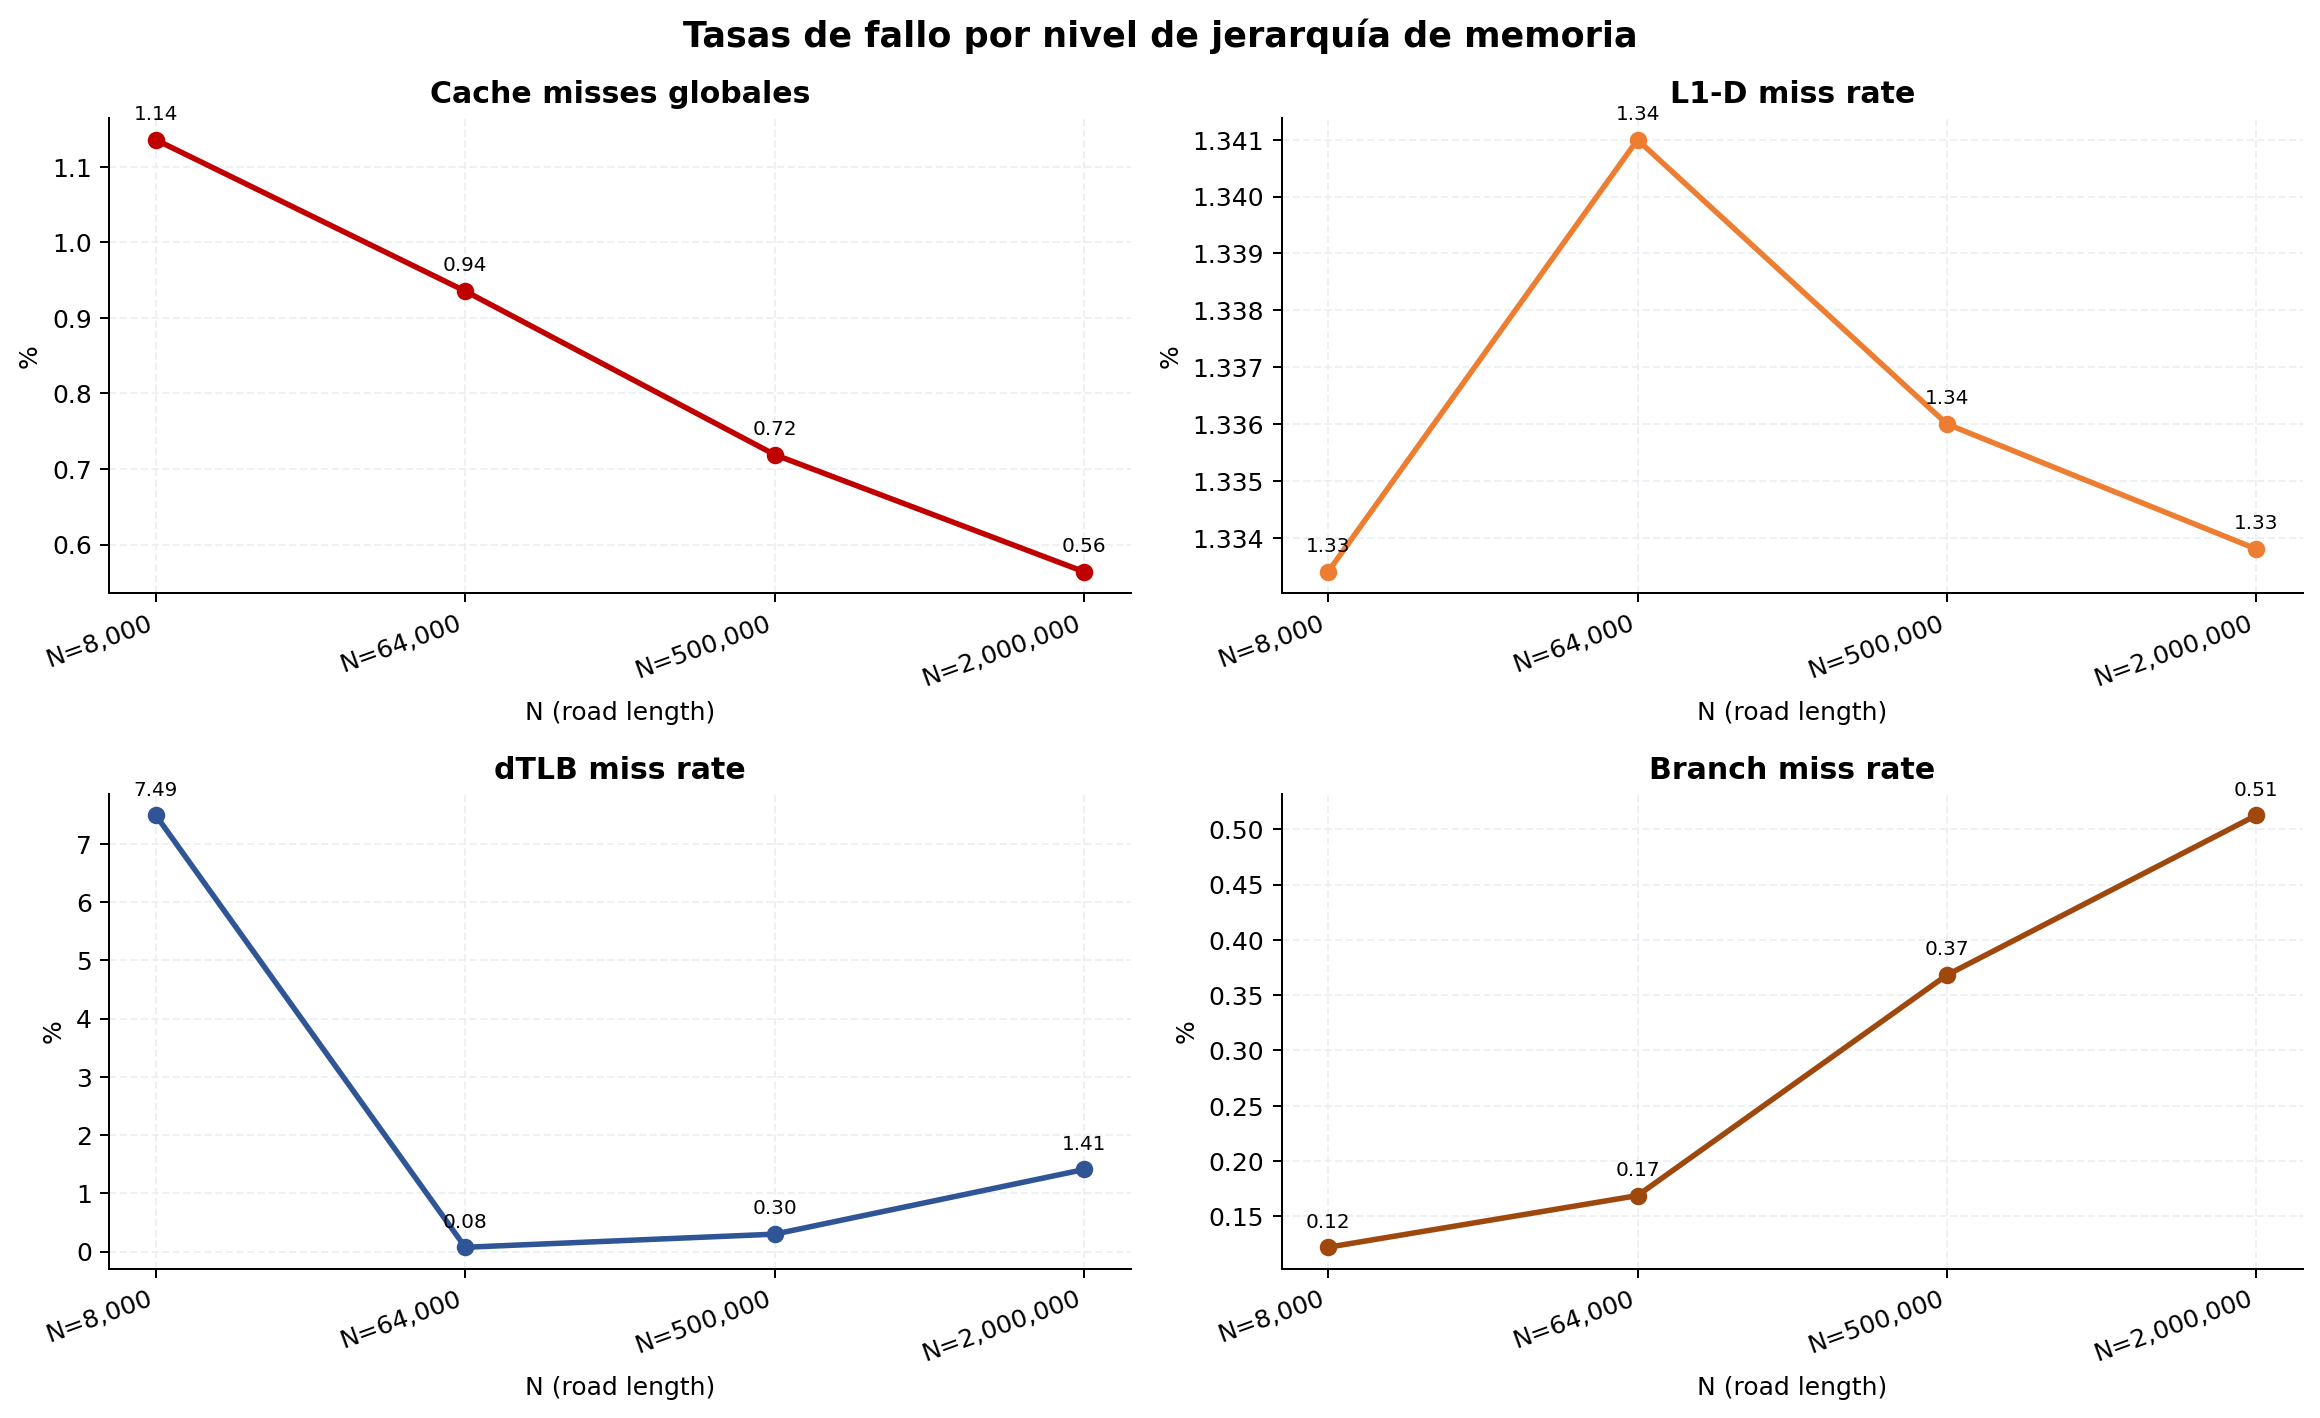 Tasas de fallo por nivel de jerarquía de memoria
Cache misses globales
1.14
0.94
0.72
0.56
1.1
1.0
0.9
0.8
0.7
0.6
%
N=8,000
N=64,000
N=500,000
N=2,000,000
N (road length)
L1-D miss rate
1.33
1.34
1.34
1.33
1.341
1.340
1.339
1.338
1.337
1.336
1.335
1.334
%
N=8,000
N=64,000
N=500,000
N=2,000,000
N (road length)
dTLB miss rate
7.49
0.08
0.30
1.41
7
6
5
4
3
2
1
0
%
N=8,000
N=64,000
N=500,000
N=2,000,000
N (road length)
Branch miss rate
0.12
0.17
0.37
0.51
0.50
0.45
0.40
0.35
0.30
0.25
0.20
0.15
%
N=8,000
N=64,000
N=500,000
N=2,000,000
N (road length)